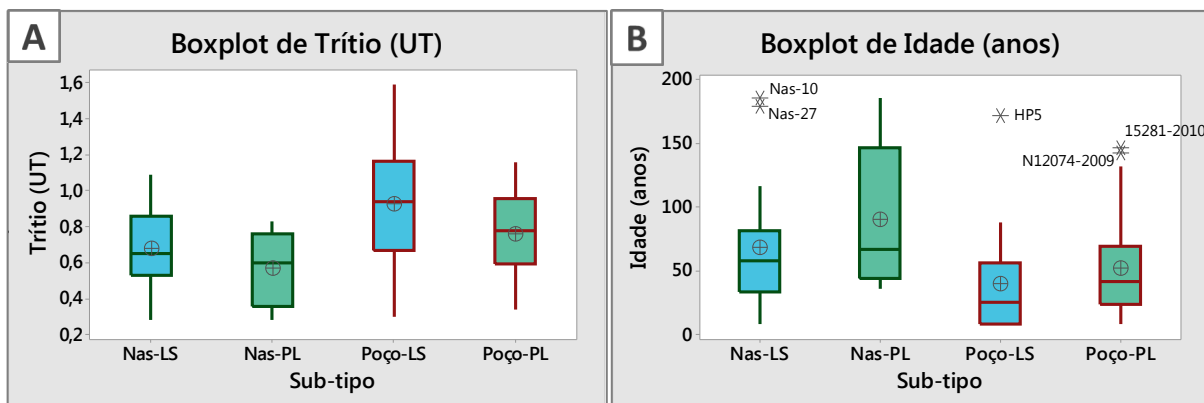 A
Boxplot de Trítio (UT)
Trítio (UT)
1,6
1,4
1,2
1,0
0,8
0,6
0,4
0,2
Nas-LS Nas-PL Poço-LS Poço-PL
Sub-tipo
B
Boxplot de Idade (anos)
Idade (anos)
200
150
100
50
0
Nas-10
Nas-27
HP5
15281-2010
N12074-2009
Nas-LS Nas-PL Poço-LS Poço-PL
Sub-tipo